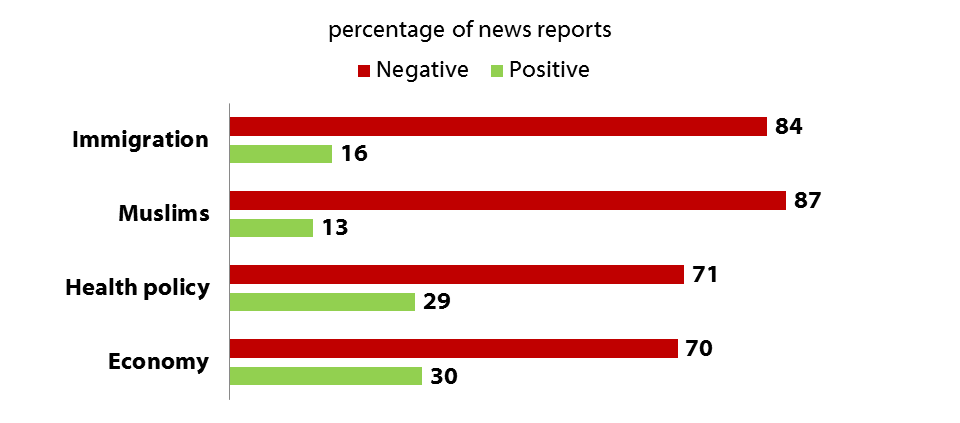 percentage of news reports
Negative Positive
Immigration
84
16
Muslims
87
13
Health policy
71
29
Economy
70
30